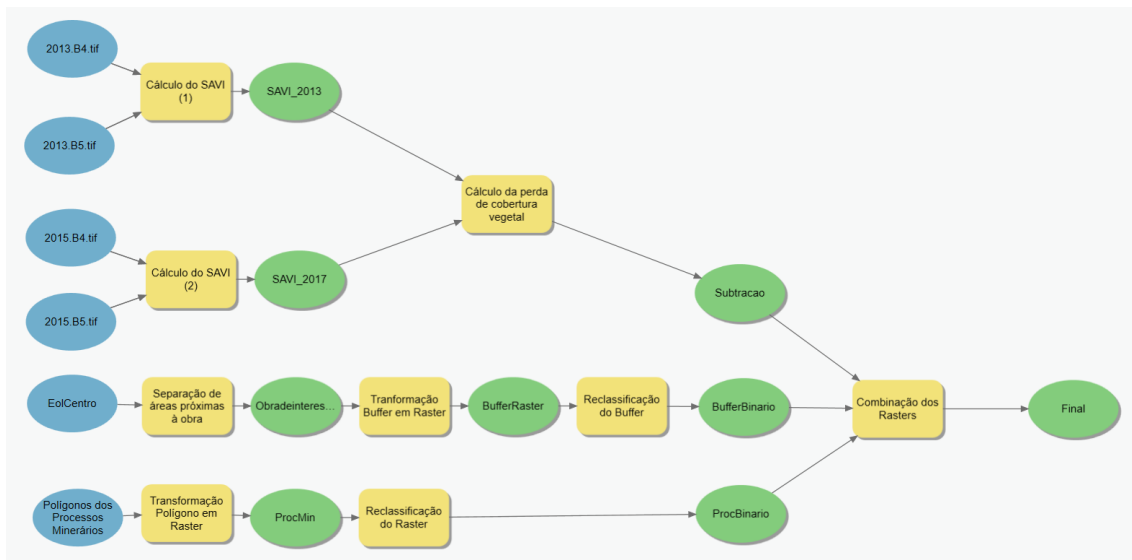 2013.B4.tif
Cálculo do SAVI
(1)
SAVI_2013
2013.B5.tif
Cálculo da perda
de cobertura
vegetal
2015.B4.tif
Cálculo do SAVI
(2)
SAVI_2017
2015.B5.tif
Subtracao
EolCentro
Separação de
áreas próximas
à obra
Obradeinteres...
Tranformação
Buffer em Raster
BufferRaster
Reclassificação
do Buffer
BufferBinario
Combinação dos
Rasters
Final
Polígonos dos
Processos
Minerários
Transformação
Polígono em
Raster
ProcMin
Reclassificação
do Raster
ProcBinario